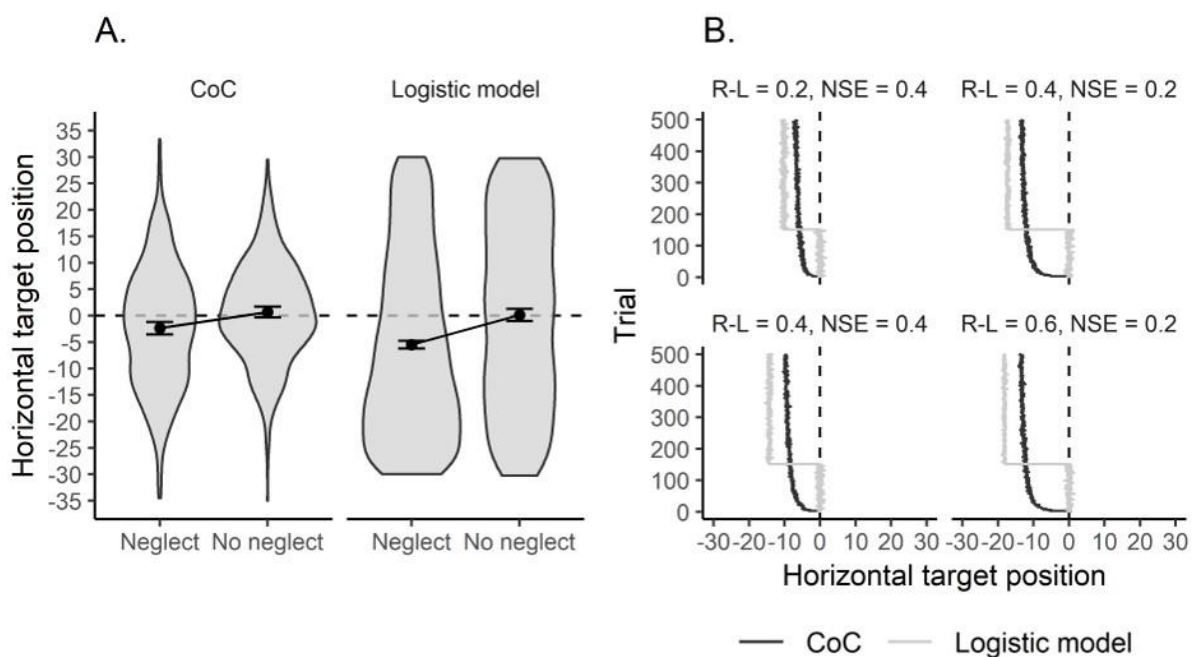 A.
CoC
Logistic model
Horizontal target position
35
30
25
20
15
10
5
0
-5
-10
-15
-20
-25
-30
-35
Neglect
No neglect
Neglect
No neglect
B.
R-L = 0.2, NSE = 0.4
R-L = 0.4, NSE = 0.2
Trial
500
400
300
200
100
0
R-L = 0.4, NSE = 0.4
R-L = 0.6, NSE = 0.2
500
400
300
200
100
0
-30 -20 -10 0 10 20 30
-30 -20 -10 0 10 20 30
Horizontal target position
CoC
Logistic model